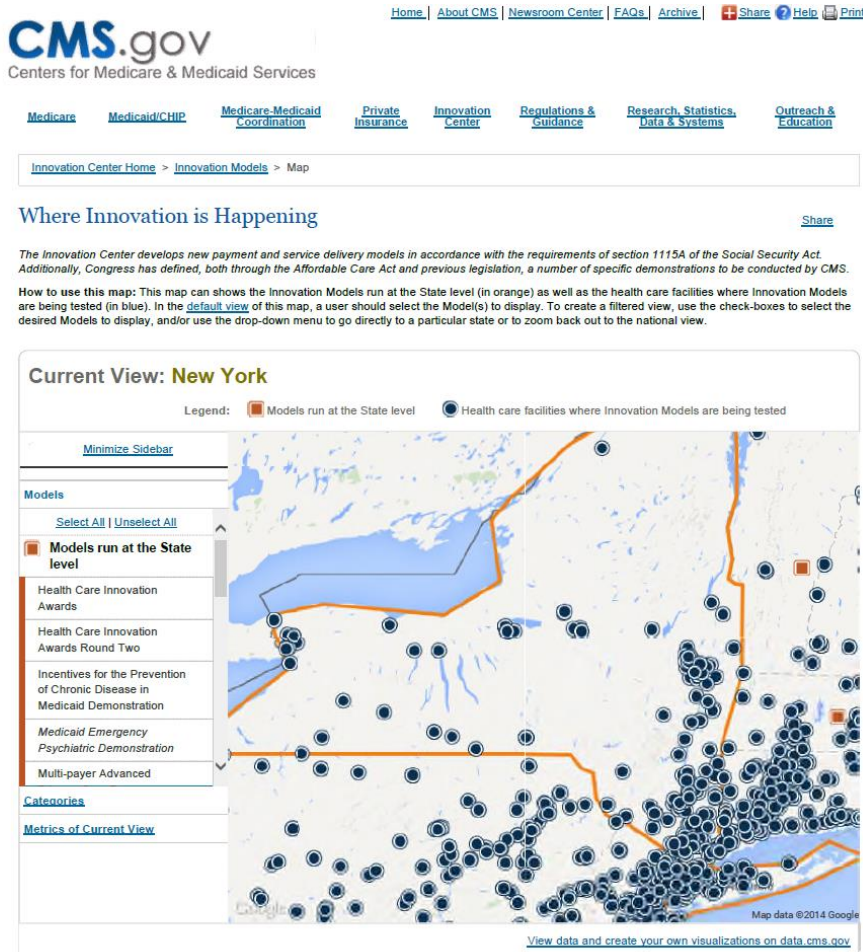 Home | About CMS | Newsroom Center | FAQs | Archive | Share Help Print
CMS.gov
Centers for Medicare & Medicaid Services
Medicare Medicaid/CHIP Medicare-Medicaid Coordination Private Insurance Innovation Center Regulations & Guidance Research, Statistics, Data & Systems Outreach & Education
Innovation Center Home > Innovation Models > Map
Where Innovation is Happening
Share
The Innovation Center develops new payment and service delivery models in accordance with the requirements of section 1115A of the Social Security Act.
Additionally, Congress has defined, both through the Affordable Care Act and previous legislation, a number of specific demonstrations to be conducted by CMS.
How to use this map: This map can shows the Innovation Models run at the State level (in orange) as well as the health care facilities where Innovation Models
are being tested (in blue). In the default view of this map, a user should select the Model(s) to display. To create a filtered view, use the check-boxes to select the
desired Models to display, and/or use the drop-down menu to go directly to a particular state or to zoom back out to the national view.
Current View: New York
Legend: Models run at the State level Health care facilities where Innovation Models are being tested
Minimize Sidebar
Models
Select All | Unselect All
Models run at the State
level
Health Care Innovation
Awards
Health Care Innovation
Awards Round Two
Incentives for the Prevention
of Chronic Disease in
Medicaid Demonstration
Medicaid Emergency
Psychiatric Demonstration
Multi-payer Advanced
Categories
Metrics of Current View
Google
Map data ©2014 Google
View data and create your own visualizations on data.cms.gov